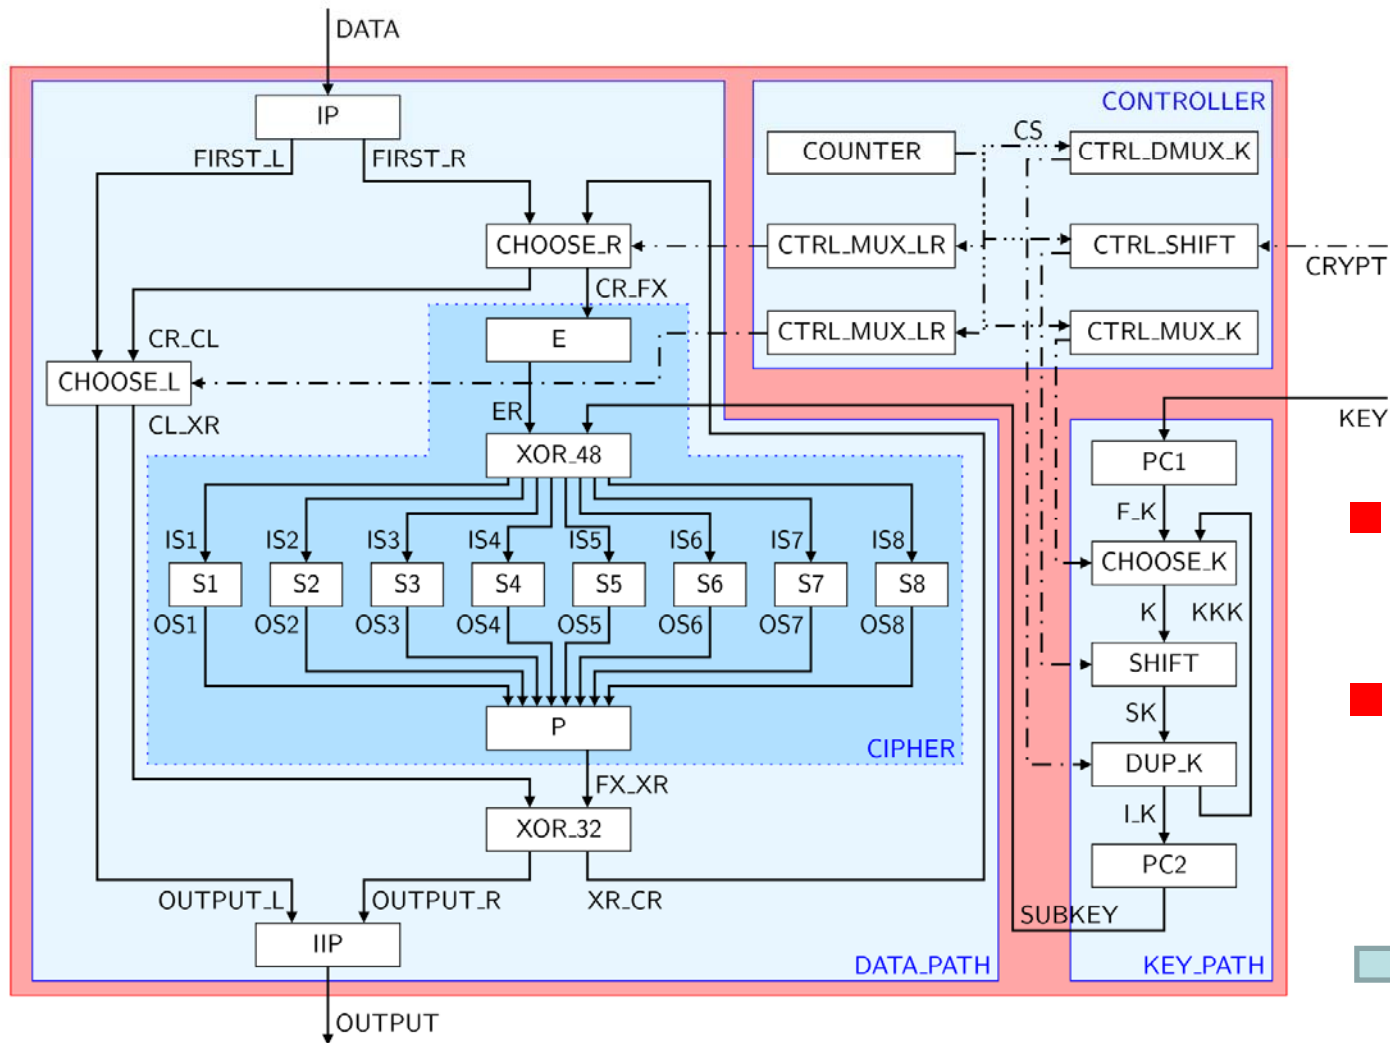 DATA
IP
CONTROLLER
CS
COUNTER
CTRL_DMUX_K
FIRST_L
FIRST_R
CHOOSE_R
CTRL_MUX_LR
CTRL_SHIFT
CRYPT
CR_FX
E
CTRL_MUX_LR
CTRL_MUX_K
CR_CL
CHOOSE_L
CL_XR
ER
KEY
XOR_48
PC1
F_K
IS1 IS2 IS3 IS4 IS5 IS6 IS7 IS8
CHOOSE_K
S1 S2 S3 S4 S5 S6 S7 S8
K
KKK
OS1 OS2 OS3 OS4 OS5 OS6 OS7 OS8
SHIFT
SK
P
CIPHER
DUP_K
FX_XR
I_K
XOR_32
PC2
OUTPUT_L
OUTPUT_R
XR_CR
SUBKEY
IIP
DATA_PATH
KEY_PATH
OUTPUT